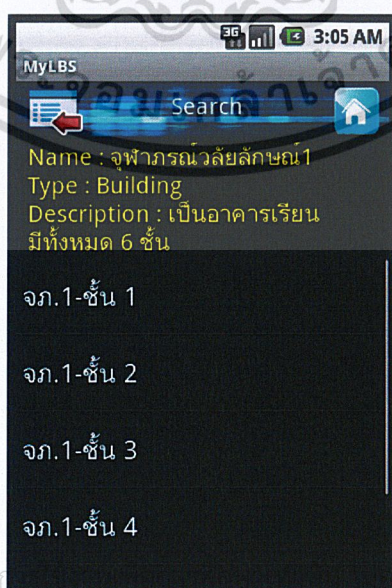 3G 3:05 AM
MyLBS
Search
Name : จุฬาภรณ์วลัยลักษณ์1
Type : Building
Description : เป็นอาคารเรียน
มีทั้งหมด 6 ชั้น
จภ.1-ชั้น 1
จภ.1-ชั้น 2
จภ.1-ชั้น 3
จภ.1-ชั้น 4